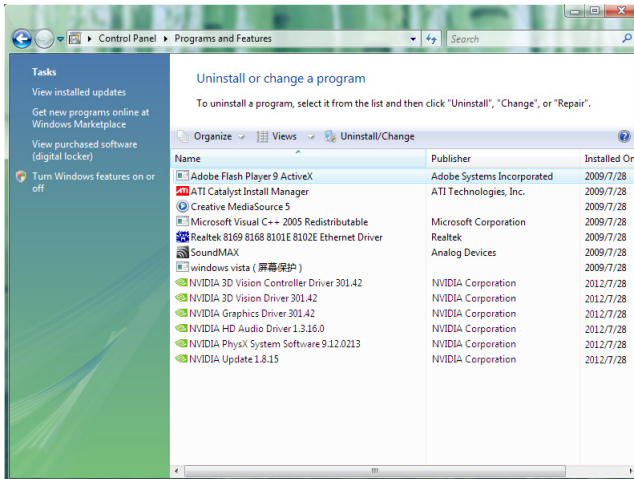 Control Panel ▸ Programs and Features
Search
Tasks
View installed updates
Get new programs online at
Windows Marketplace
View purchased software
(digital locker)
Turn Windows features on or
off
Uninstall or change a program
To uninstall a program, select it from the list and then click "Uninstall", "Change", or "Repair".
Organize Views Uninstall/Change
Name Publisher Installed On
Adobe Flash Player 9 ActiveX Adobe Systems Incorporated 2009/7/28
ATI ATI Catalyst Install Manager ATI Technologies, Inc. 2009/7/28
Creative MediaSource 5 2009/7/28
Microsoft Visual C++ 2005 Redistributable Microsoft Corporation 2009/7/28
Realtek 8169 8168 8101E 8102E Ethernet Driver Realtek 2009/7/28
SoundMAX Analog Devices 2009/7/28
windows vista ( 屏幕保护) 2009/7/28
NVIDIA 3D Vision Controller Driver 301.42 NVIDIA Corporation 2012/7/28
NVIDIA 3D Vision Driver 301.42 NVIDIA Corporation 2012/7/28
NVIDIA Graphics Driver 301.42 NVIDIA Corporation 2012/7/28
NVIDIA HD Audio Driver 1.3.16.0 NVIDIA Corporation 2012/7/28
NVIDIA PhysX System Software 9.12.0213 NVIDIA Corporation 2012/7/28
NVIDIA Update 1.8.15 NVIDIA Corporation 2012/7/28